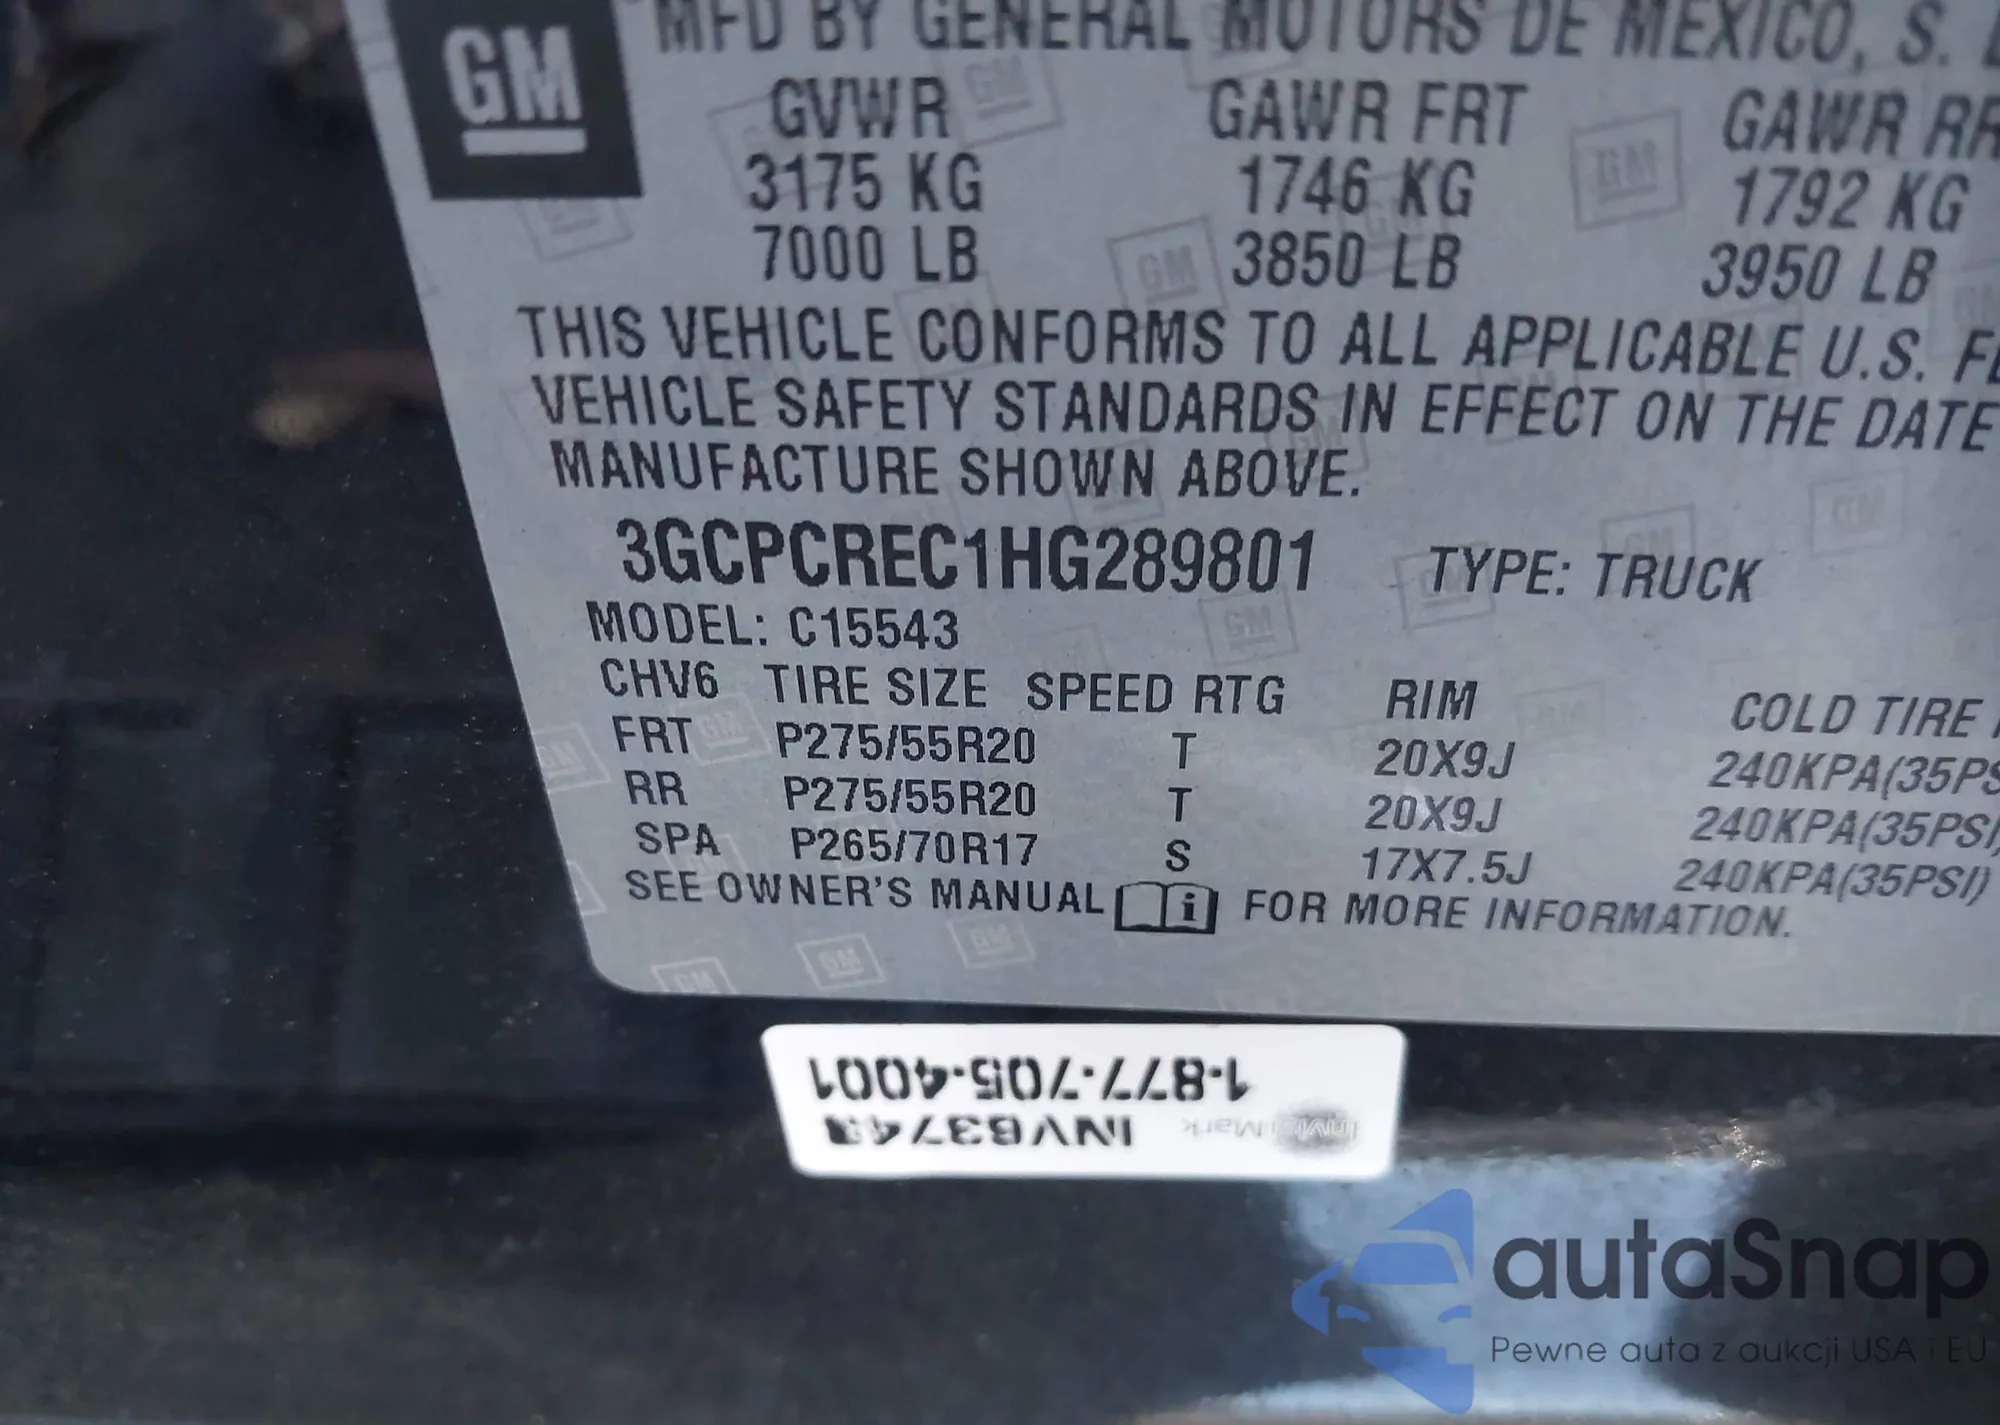 GM
MFD BY GENERAL MOTORS DE MEXICO, S.
GVWR GAWR FRT GAWR RR
3175 KG 1746 KG 1792 KG
7000 LB 3850 LB 3950 LB
THIS VEHICLE CONFORMS TO ALL APPLICABLE U.S.
VEHICLE SAFETY STANDARDS IN EFFECT ON THE DATE
MANUFACTURE SHOWN ABOVE.
3GCPCREC1HG289801 TYPE: TRUCK
MODEL: C15543
CHV6 TIRE SIZE SPEED RTG RIM COLD TIRE
FRT P275/55R20 T 20X9J 240KPA(35PS
RR P275/55R20 T 20X9J 240KPA(35PSI)
SPA P265/70R17 S 17X7.5J 240KPA(35PSI)
SEE OWNER'S MANUAL i FOR MORE INFORMATION.
1-877-705-4001
autaSnap
Pewne auta z aukcji USA i EU